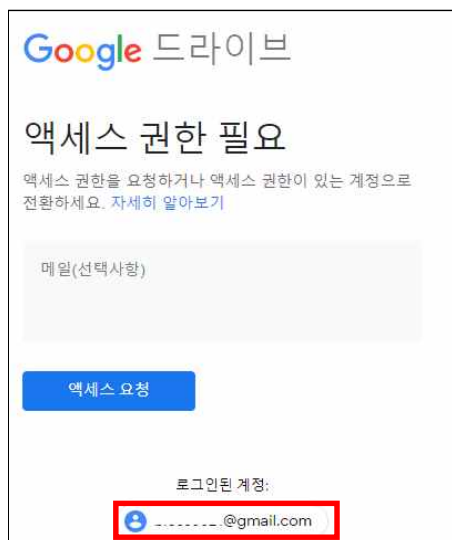 Google 드라이브
액세스 권한 필요
액세스 권한을 요청하거나 액세스 권한이 있는 계정으로
전환하세요. 자세히 알아보기
메일(선택사항)
액세스 요청
로그인된 계정:
@gmail.com